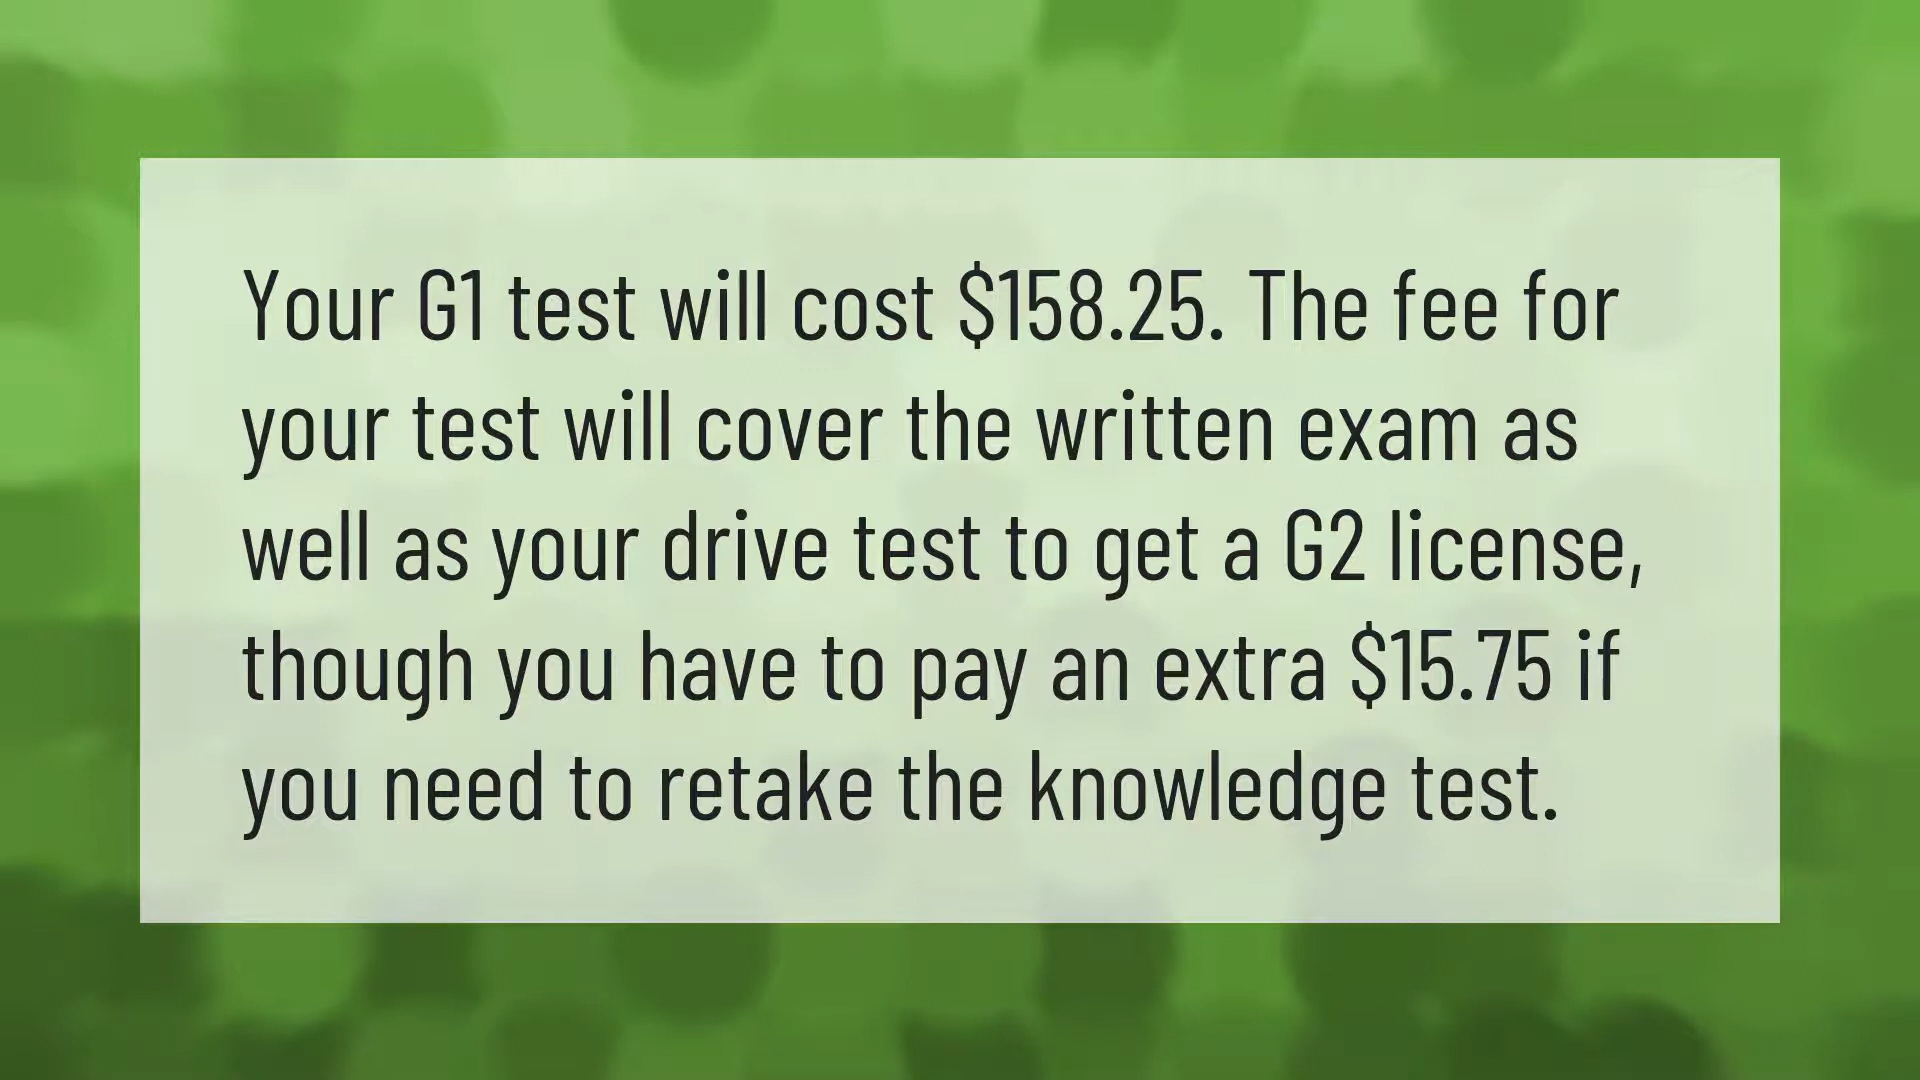 Your G1 test will cost $158.25. The fee for
your test will cover the written exam as
well as your drive test to get a G2 license,
though you have to pay an extra $15.75 if
you need to retake the knowledge test.